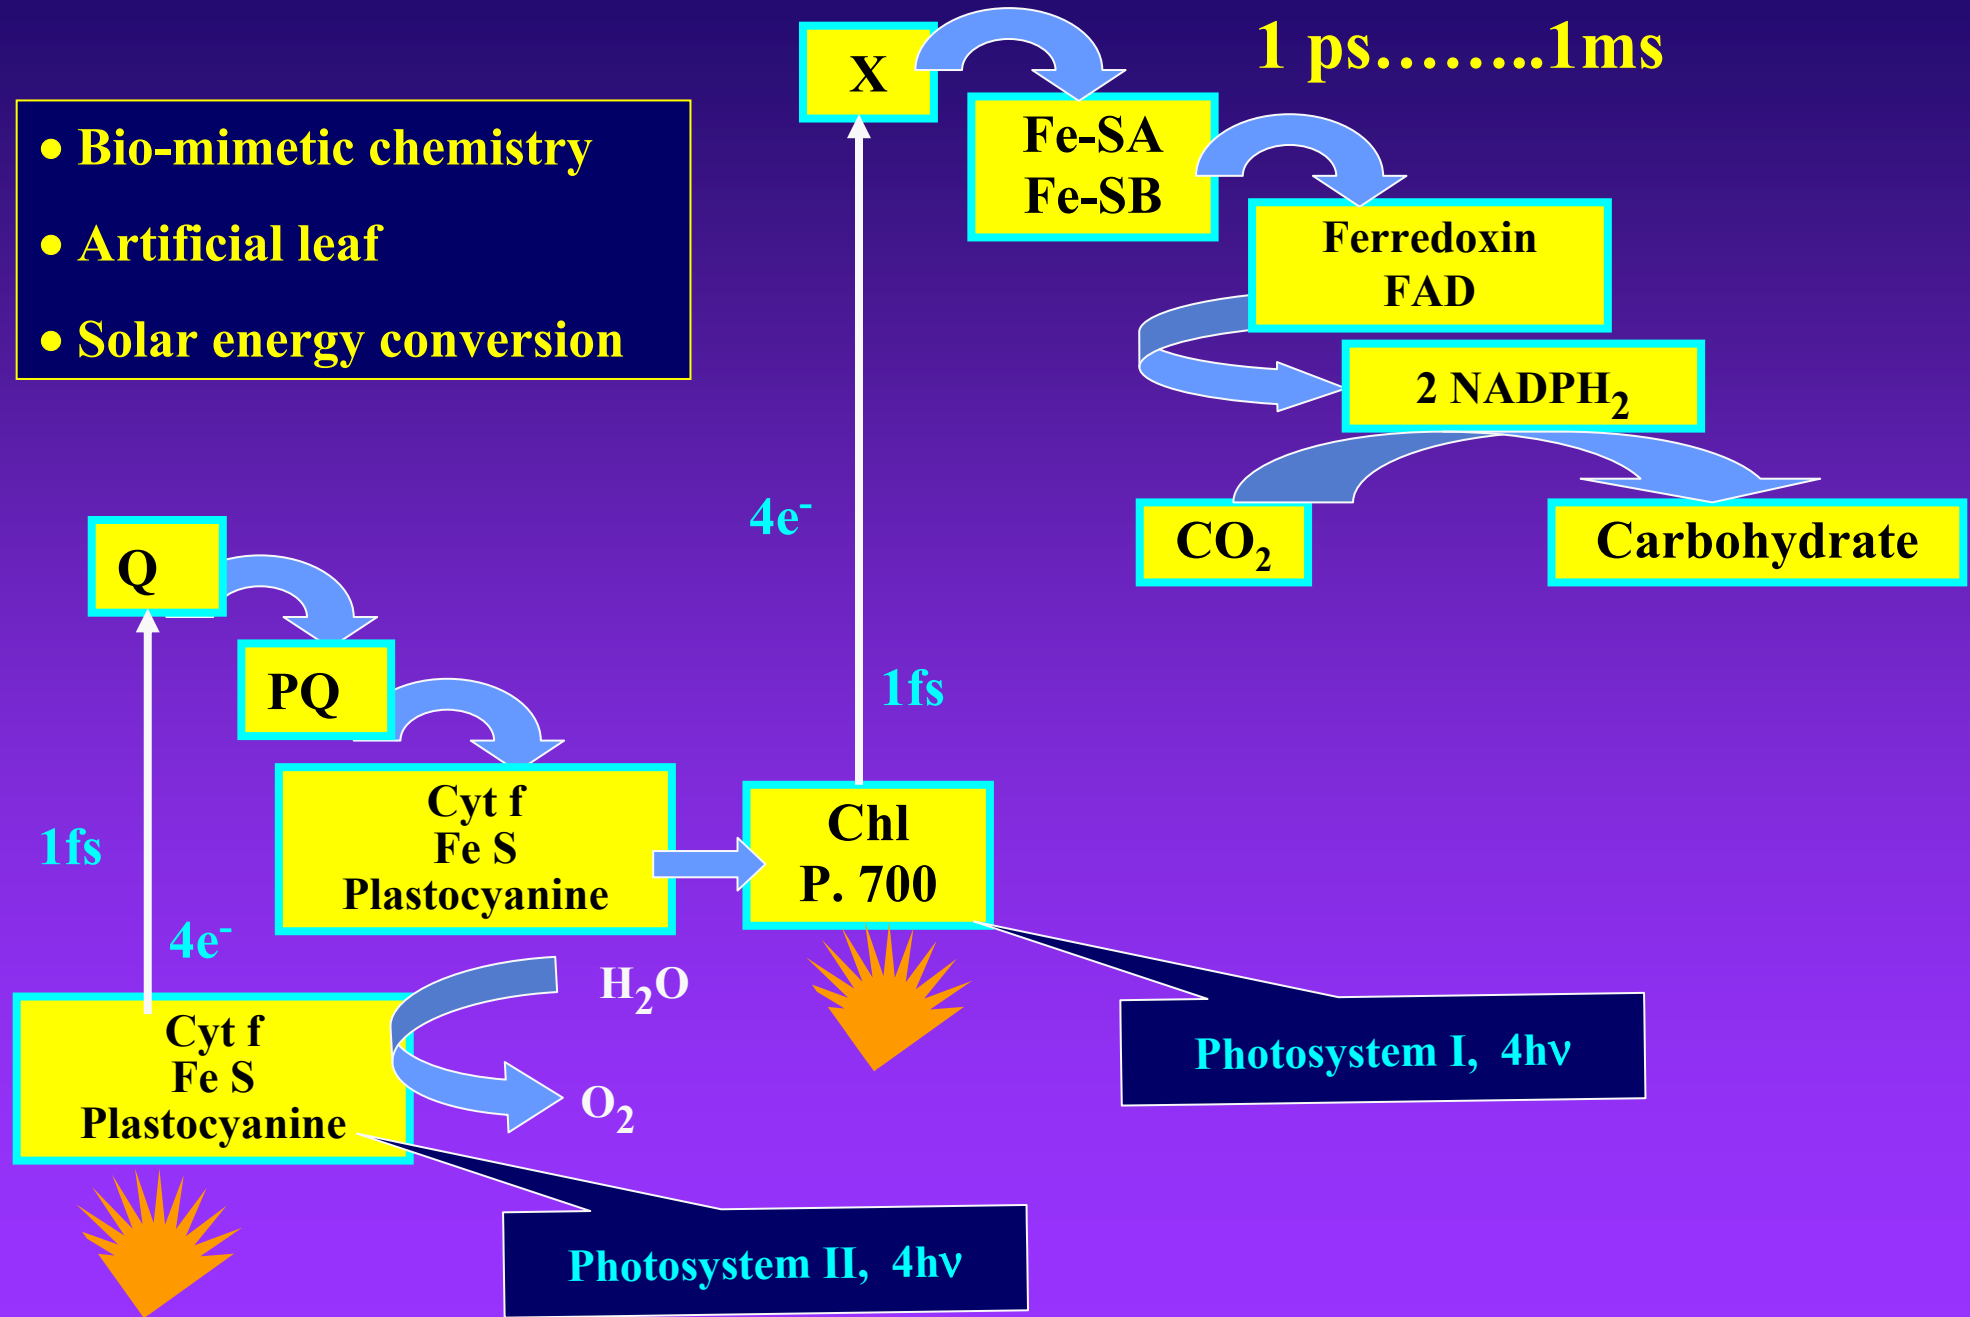 1 ps……...1ms
• Bio-mimetic chemistry
• Artificial leaf
• Solar energy conversion
X
Fe-SA
Fe-SB
Ferredoxin
FAD
2 NADPH₂
CO₂
Carbohydrate
4e⁻
1fs
Q
PQ
Cyt f
Fe S
Plastocyanine
Chl
P. 700
1fs
4e⁻
H₂O
O₂
Cyt f
Fe S
Plastocyanine
Photosystem I, 4hν
Photosystem II, 4hν